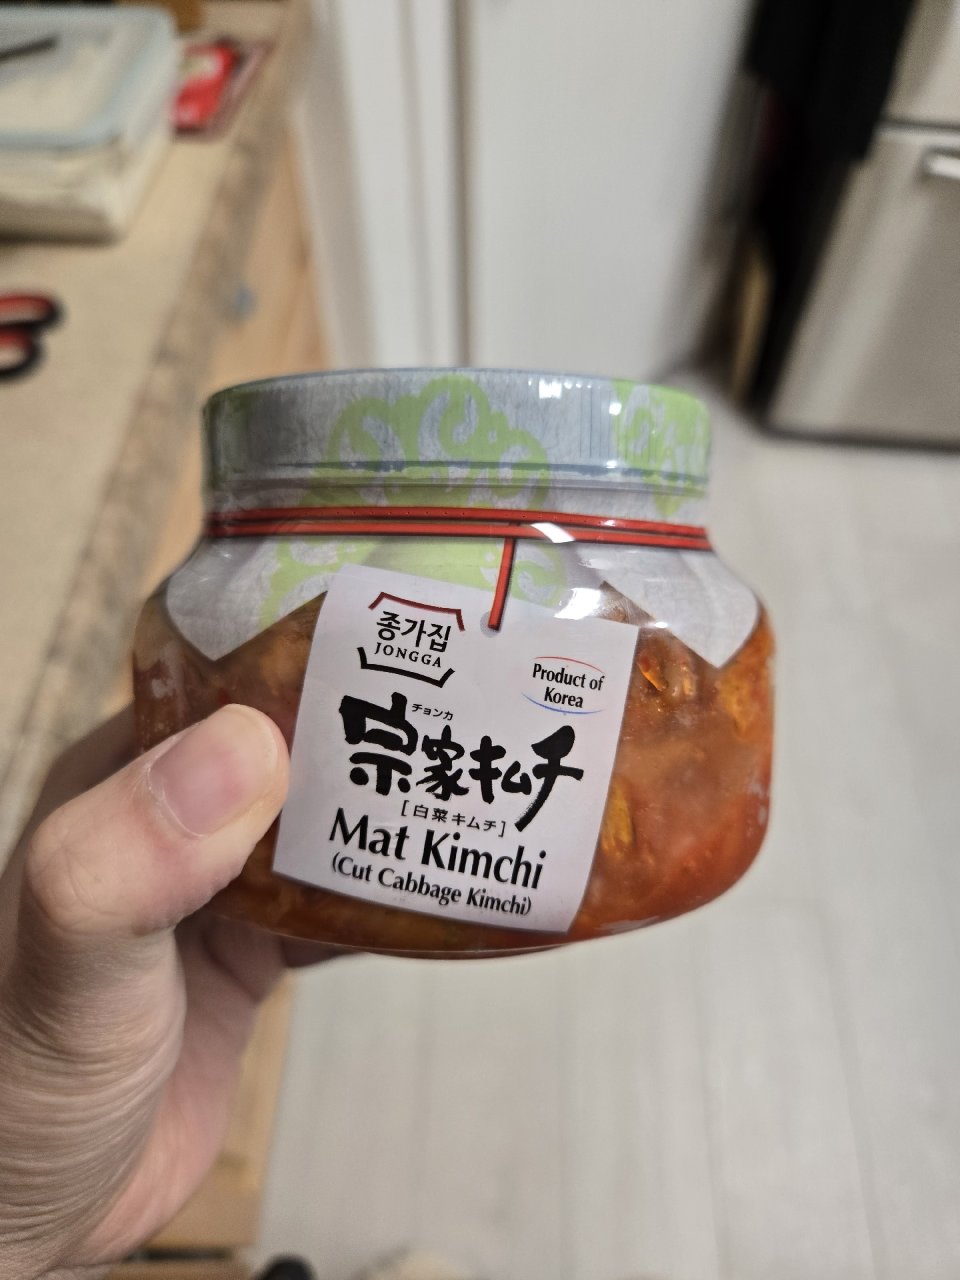 종가집
JONGGA
Product of
Korea
チョンカ
宗家キムチ
[白菜キムチ]
Mat Kimchi
(Cut Cabbage Kimchi)